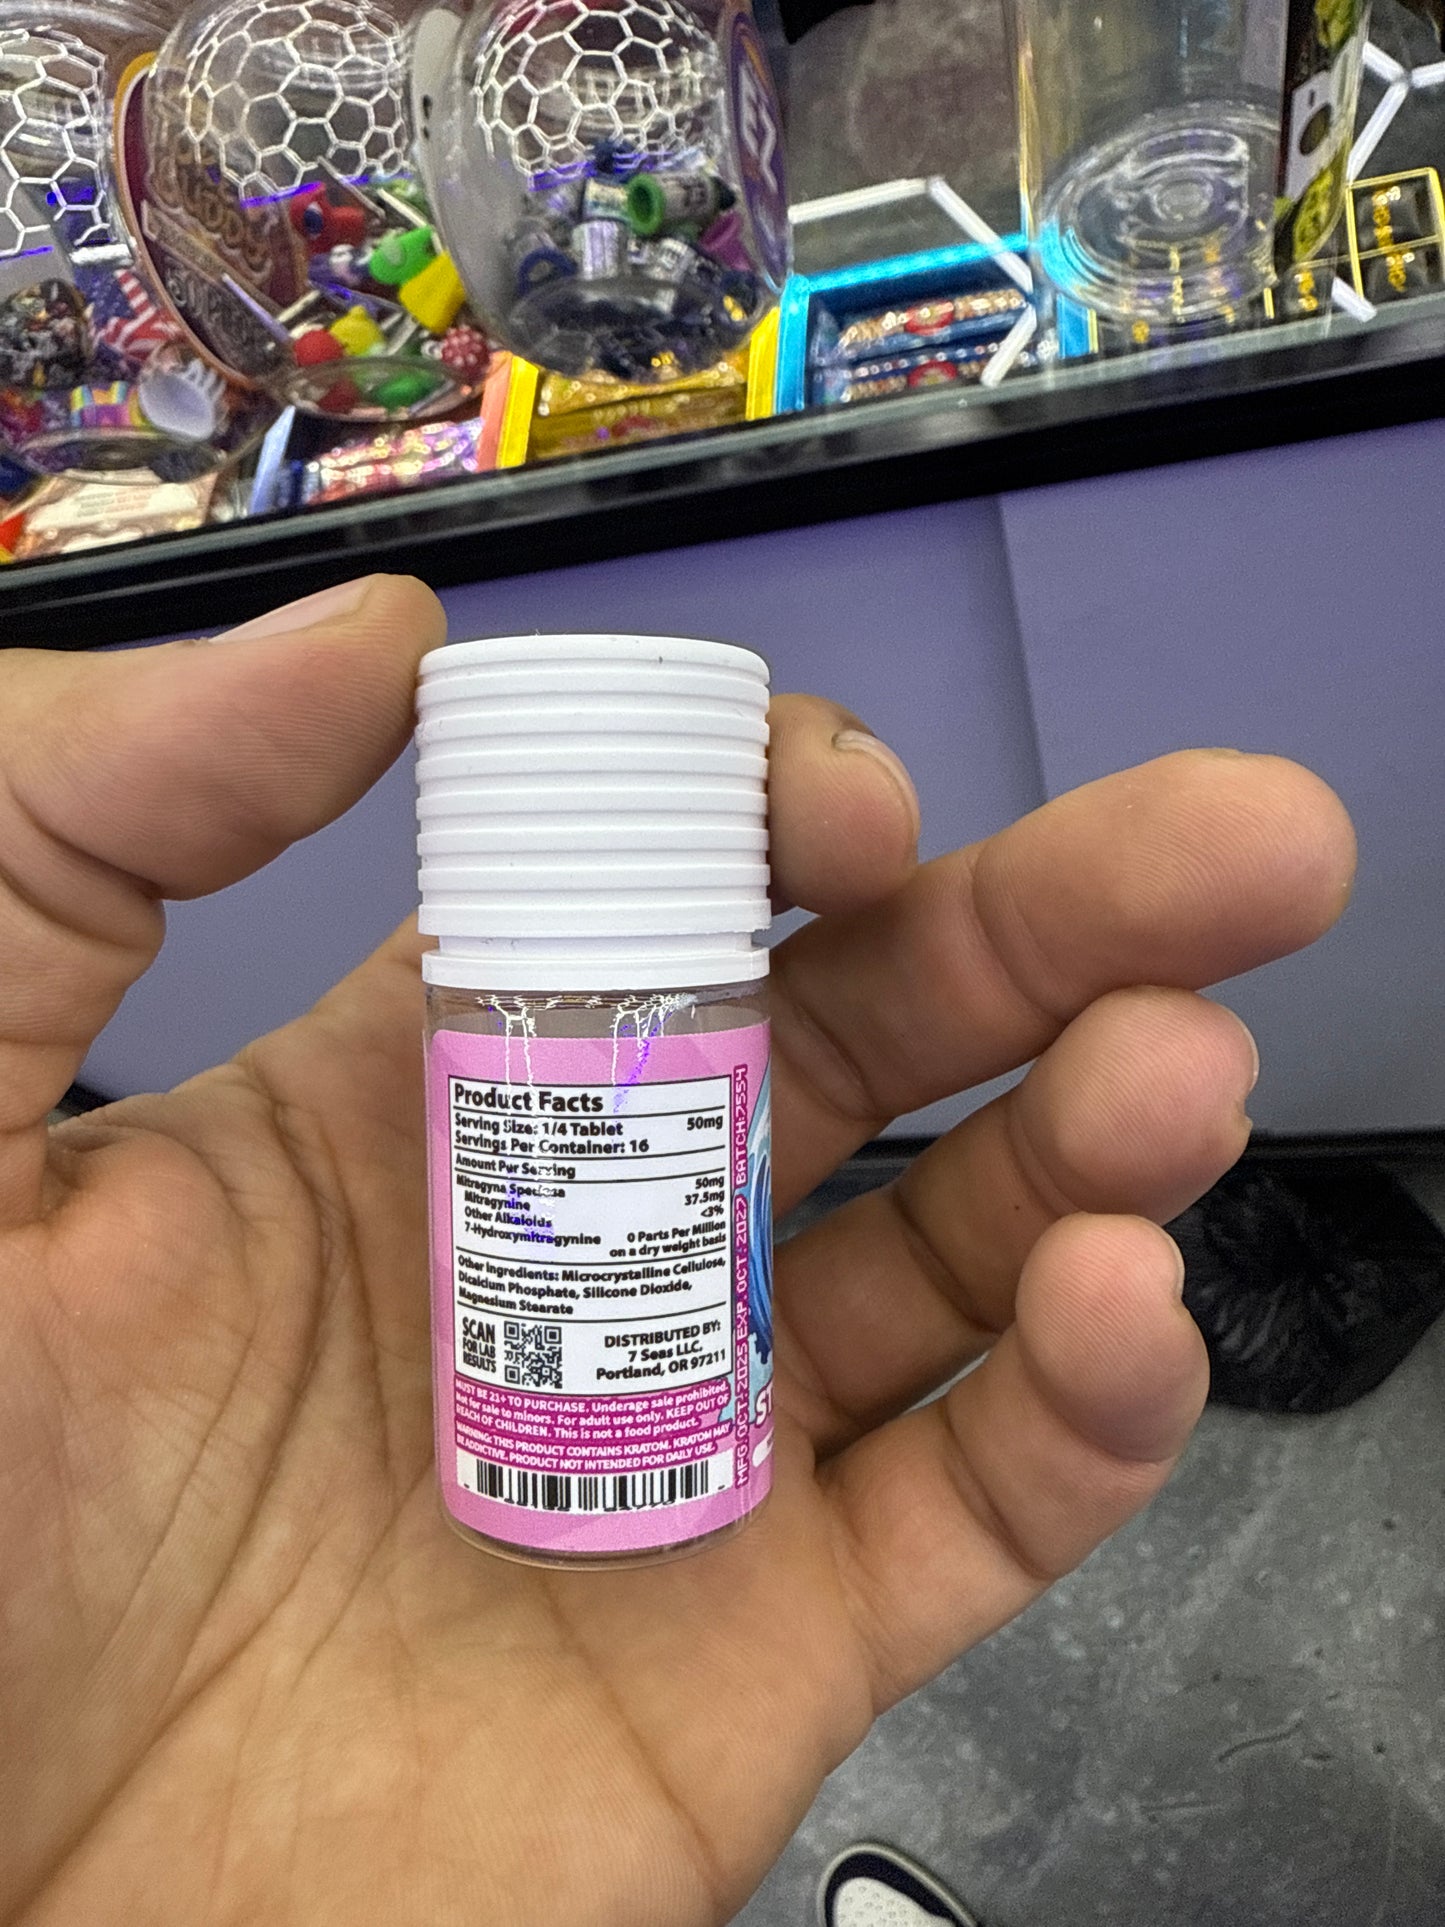 Product Facts
Serving Size: 1/4 Tablet 50mg
Servings Per Container: 16
Amount Per Serving
Mitragyna Speciosa 50mg
Mitragynine 37.5mg
Other Alkaloids <3%
7-Hydroxymitragynine 0 Parts Per Million
on a dry weight basis
Other Ingredients: Microcrystalline Cellulose,
Dicalcium Phosphate, Silicone Dioxide,
Magnesium Stearate
SCAN
FOR LAB
RESULTS
DISTRIBUTED BY:
7 Seas LLC.
Portland, OR 97211
MUST BE 21+ TO PURCHASE. Underage sale prohibited.
Not for sale to minors. For adult use only. KEEP OUT OF
REACH OF CHILDREN. This is not a food product.
WARNING: THIS PRODUCT CONTAINS KRATOM. KRATOM MAY
BE ADDICTIVE. PRODUCT NOT INTENDED FOR DAILY USE.
MFG.OCT:2025 EXP.OCT:2027 BATCH:7554
ST